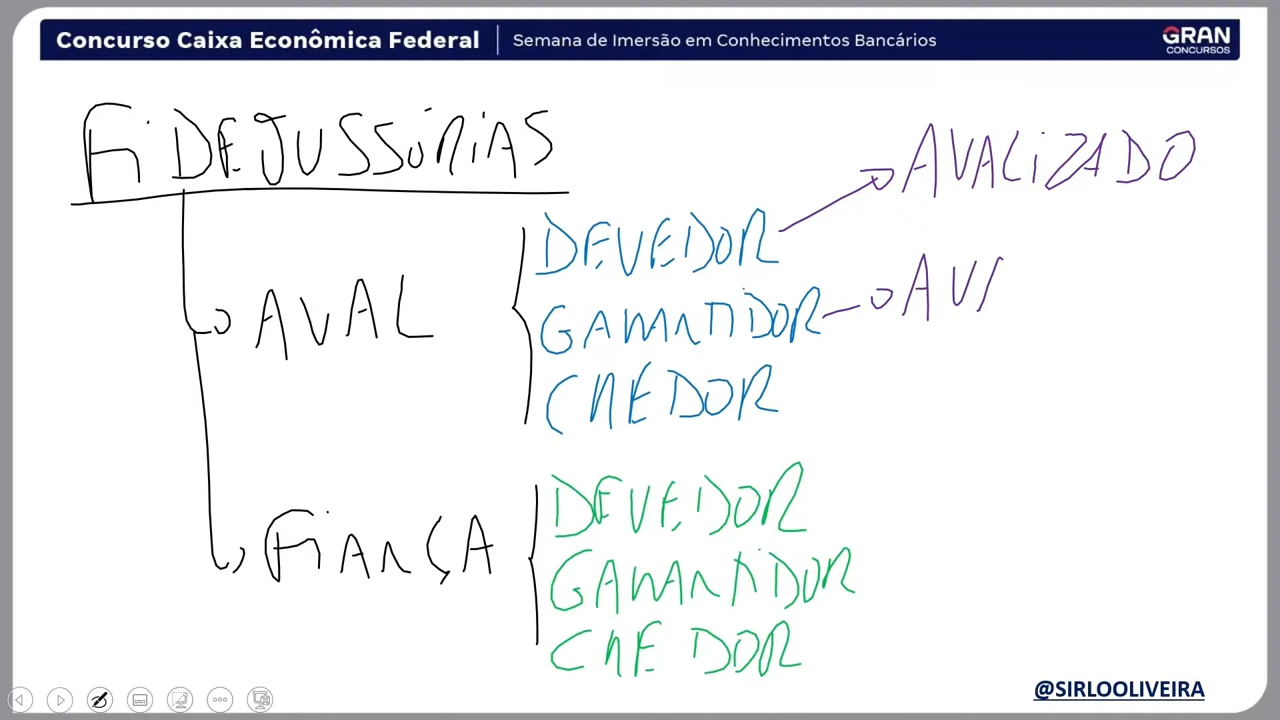 Concurso Caixa Econômica Federal | Semana de Imersão em Conhecimentos Bancários
GRAN CONCURSOS
FIDEJUSSÓRIAS
AVAL
DEVEDOR
AVALIZADO
GARANTIDOR
AV
CREDOR
FIANÇA
DEVEDOR
GARANTIDOR
CREDOR
@SIRLOOLIVEIRA